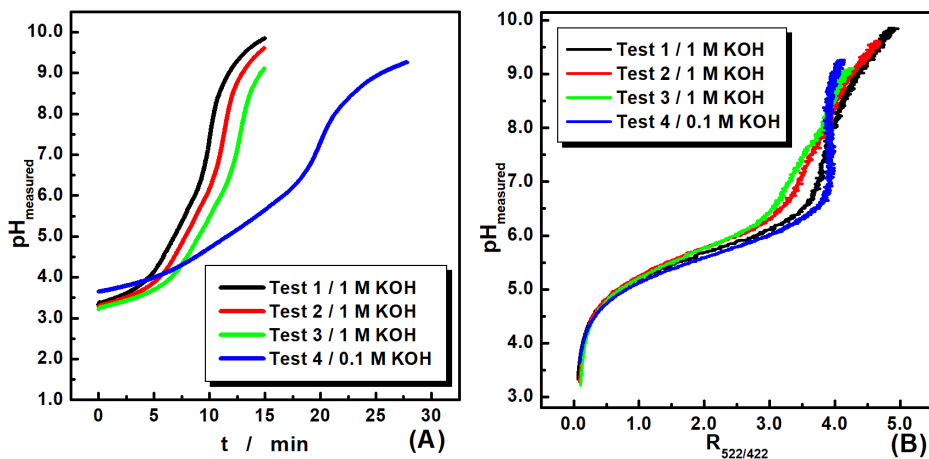 10.0
9.0
8.0
7.0
6.0
5.0
4.0
3.0
2.0
1.0
pHmeasured
Test 1 / 1 M KOH
Test 2 / 1 M KOH
Test 3 / 1 M KOH
Test 4 / 0.1 M KOH
0 5 10 15 20 25 30
t / min
(A)
10.0
9.0
8.0
7.0
6.0
5.0
4.0
3.0
pHmeasured
Test 1 / 1 M KOH
Test 2 / 1 M KOH
Test 3 / 1 M KOH
Test 4 / 0.1 M KOH
0.0 1.0 2.0 3.0 4.0 5.0
R522/422
(B)